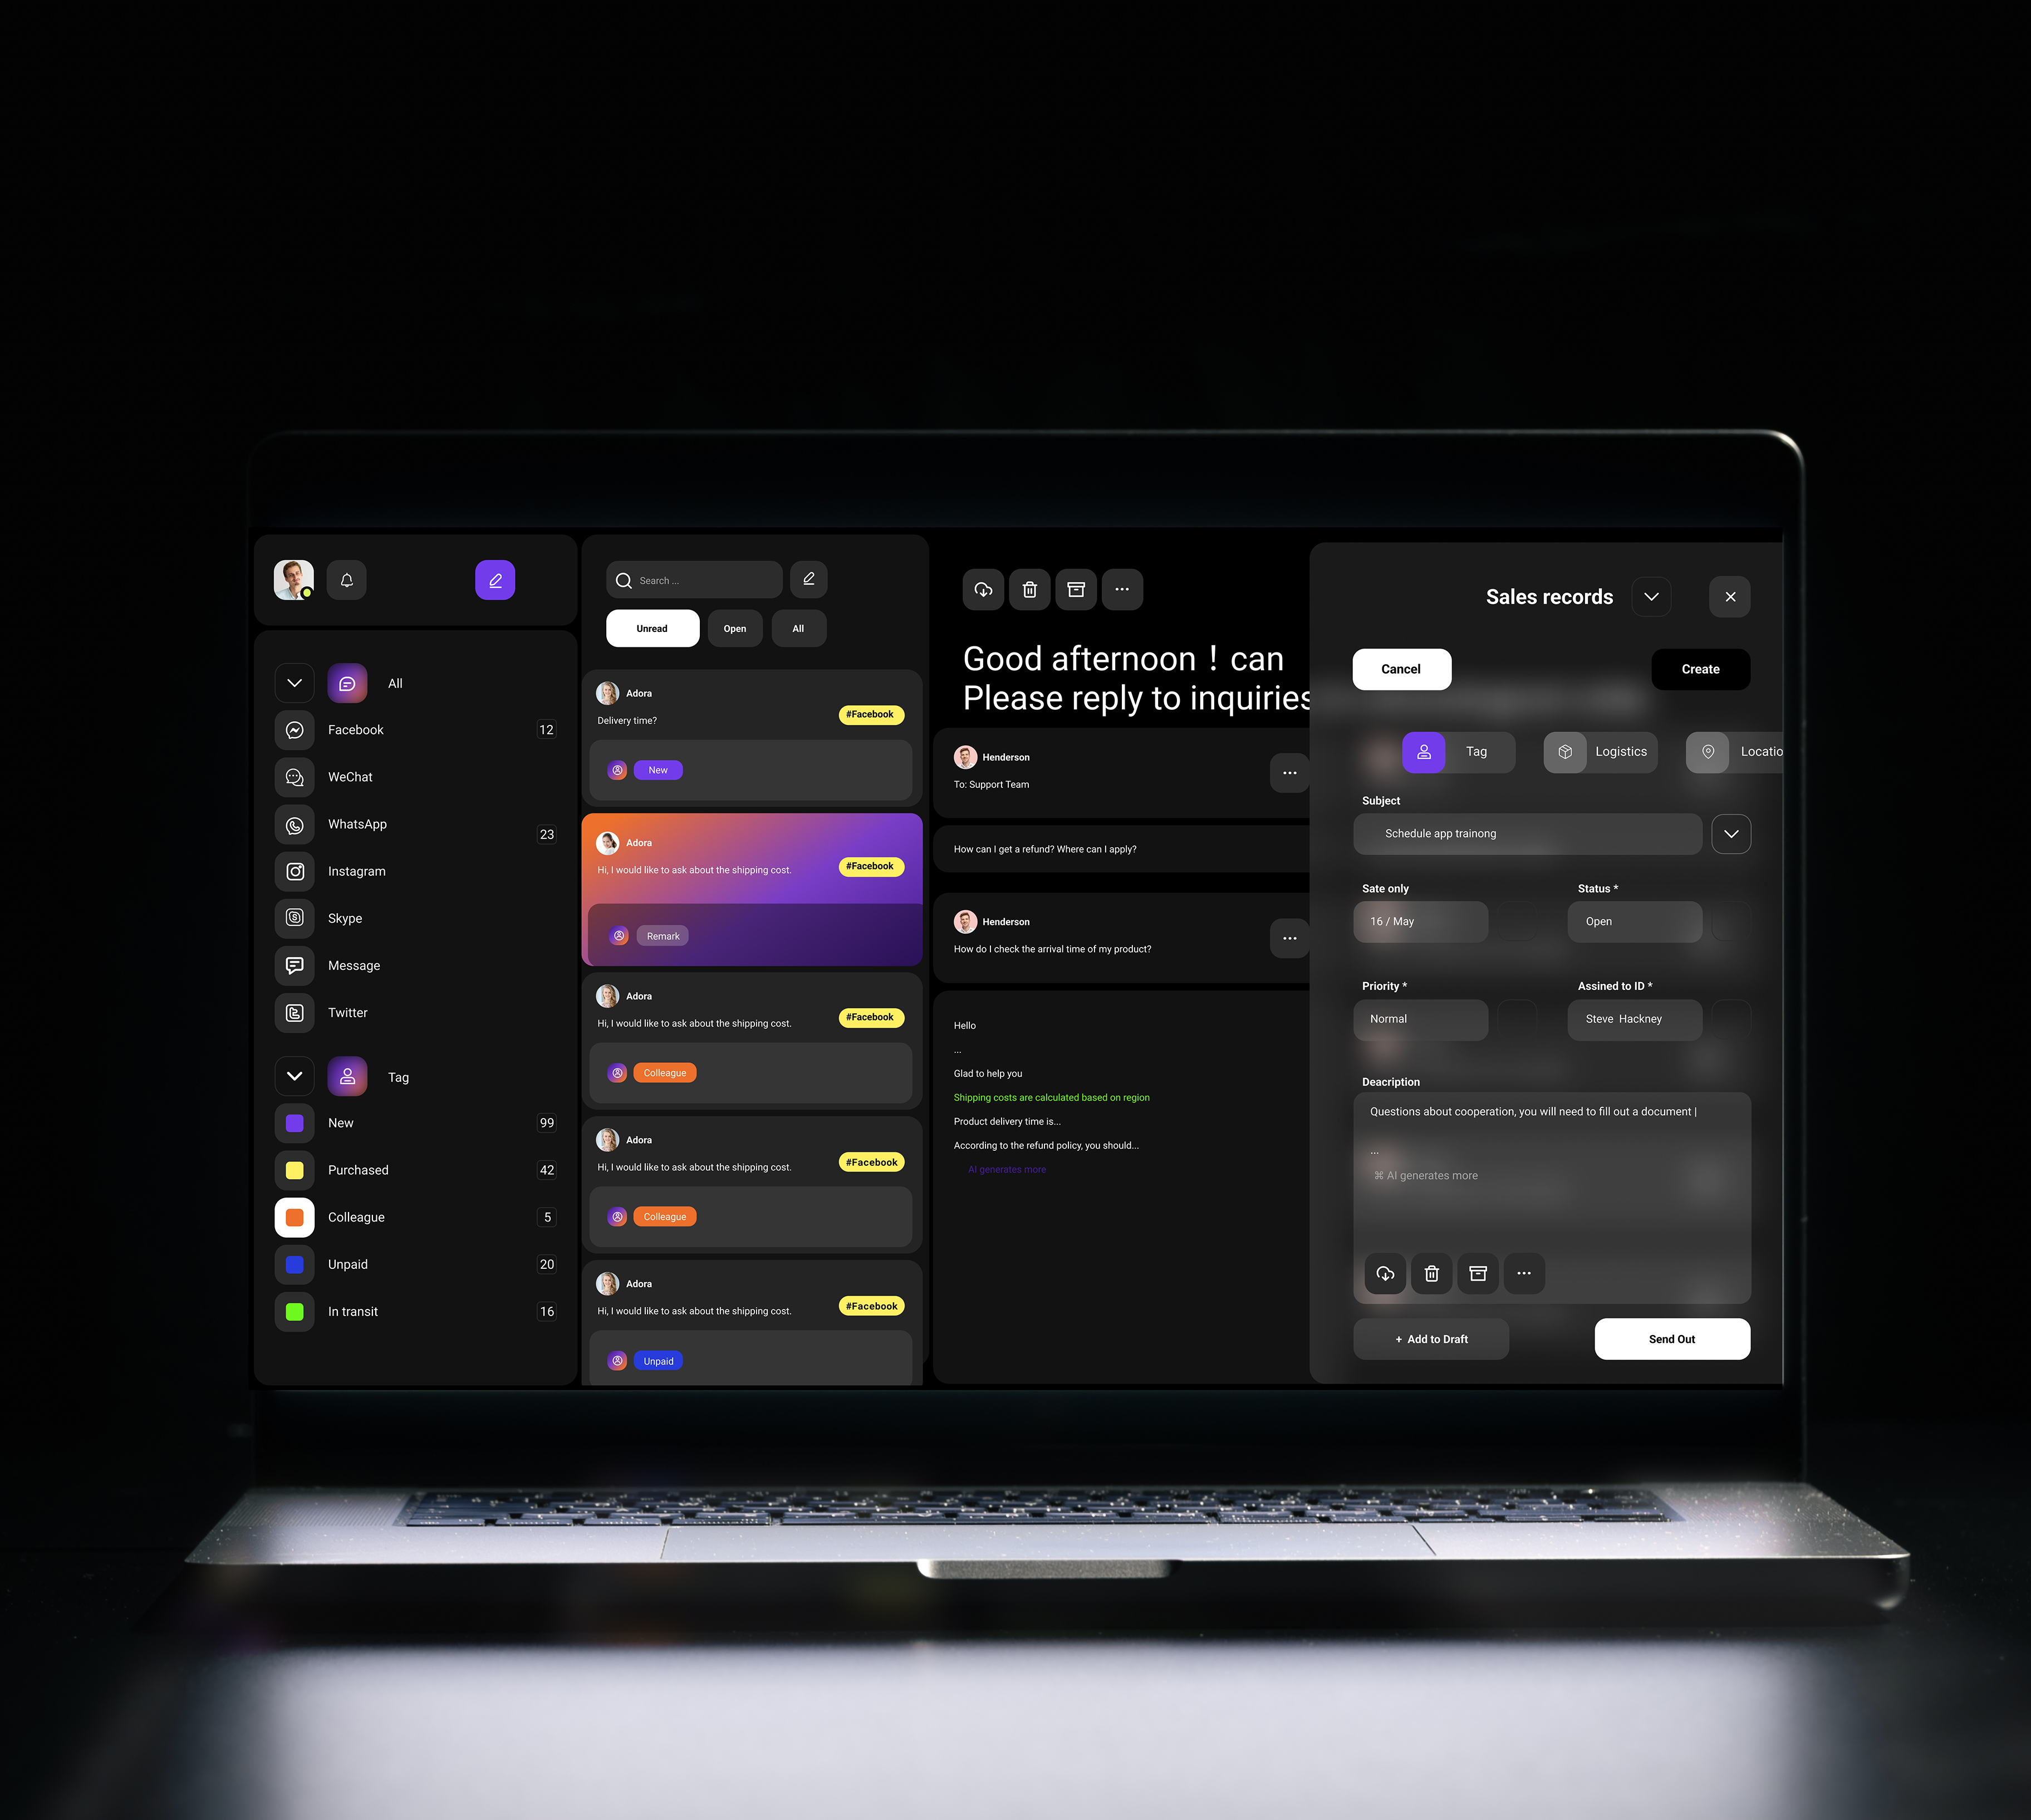 All
Facebook
12
WeChat
WhatsApp
23
Instagram
Skype
Message
Twitter
Tag
New
99
Purchased
42
Colleague
5
Unpaid
20
In transit
16
Search ...
Unread
Open
All
Adora
Delivery time?
#Facebook
New
Adora
Hi, I would like to ask about the shipping cost.
#Facebook
Remark
Adora
Hi, I would like to ask about the shipping cost.
#Facebook
Colleague
Adora
Hi, I would like to ask about the shipping cost.
#Facebook
Colleague
Adora
Hi, I would like to ask about the shipping cost.
#Facebook
Unpaid
Good afternoon！can
Please reply to inquiries
Henderson
To: Support Team
How can I get a refund? Where can I apply?
Henderson
How do I check the arrival time of my product?
Hello
...
Glad to help you
Shipping costs are calculated based on region
Product delivery time is...
According to the refund policy, you should...
AI generates more
Sales records
Cancel
Create
Tag
Logistics
Locatio
Subject
Schedule app trainong
Sate only
Status *
16 / May
Open
Priority *
Assined to ID *
Normal
Steve Hackney
Deacription
Questions about cooperation, you will need to fill out a document |
...
⌘ AI generates more
+ Add to Draft
Send Out